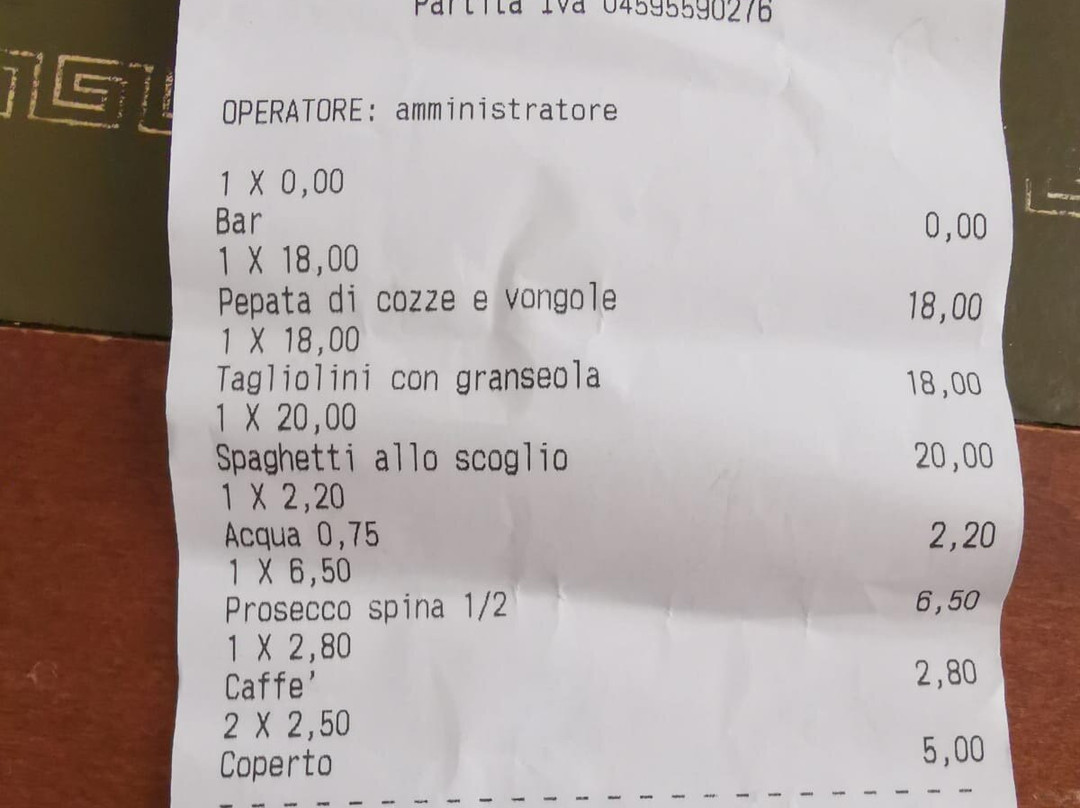 Partita Iva 04595590276
OPERATORE: amministratore
1 X 0,00
Bar 0,00
1 X 18,00
Pepata di cozze e vongole 18,00
1 X 18,00
Tagliolini con granseola 18,00
1 X 20,00
Spaghetti allo scoglio 20,00
1 X 2,20
Acqua 0,75 2,20
1 X 6,50
Prosecco spina 1/2 6,50
1 X 2,80
Caffe' 2,80
2 X 2,50
Coperto 5,00